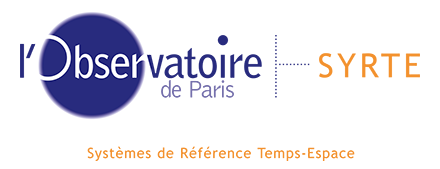 l'Observatoire
de Paris
SYRTE
Systèmes de Référence Temps-Espace